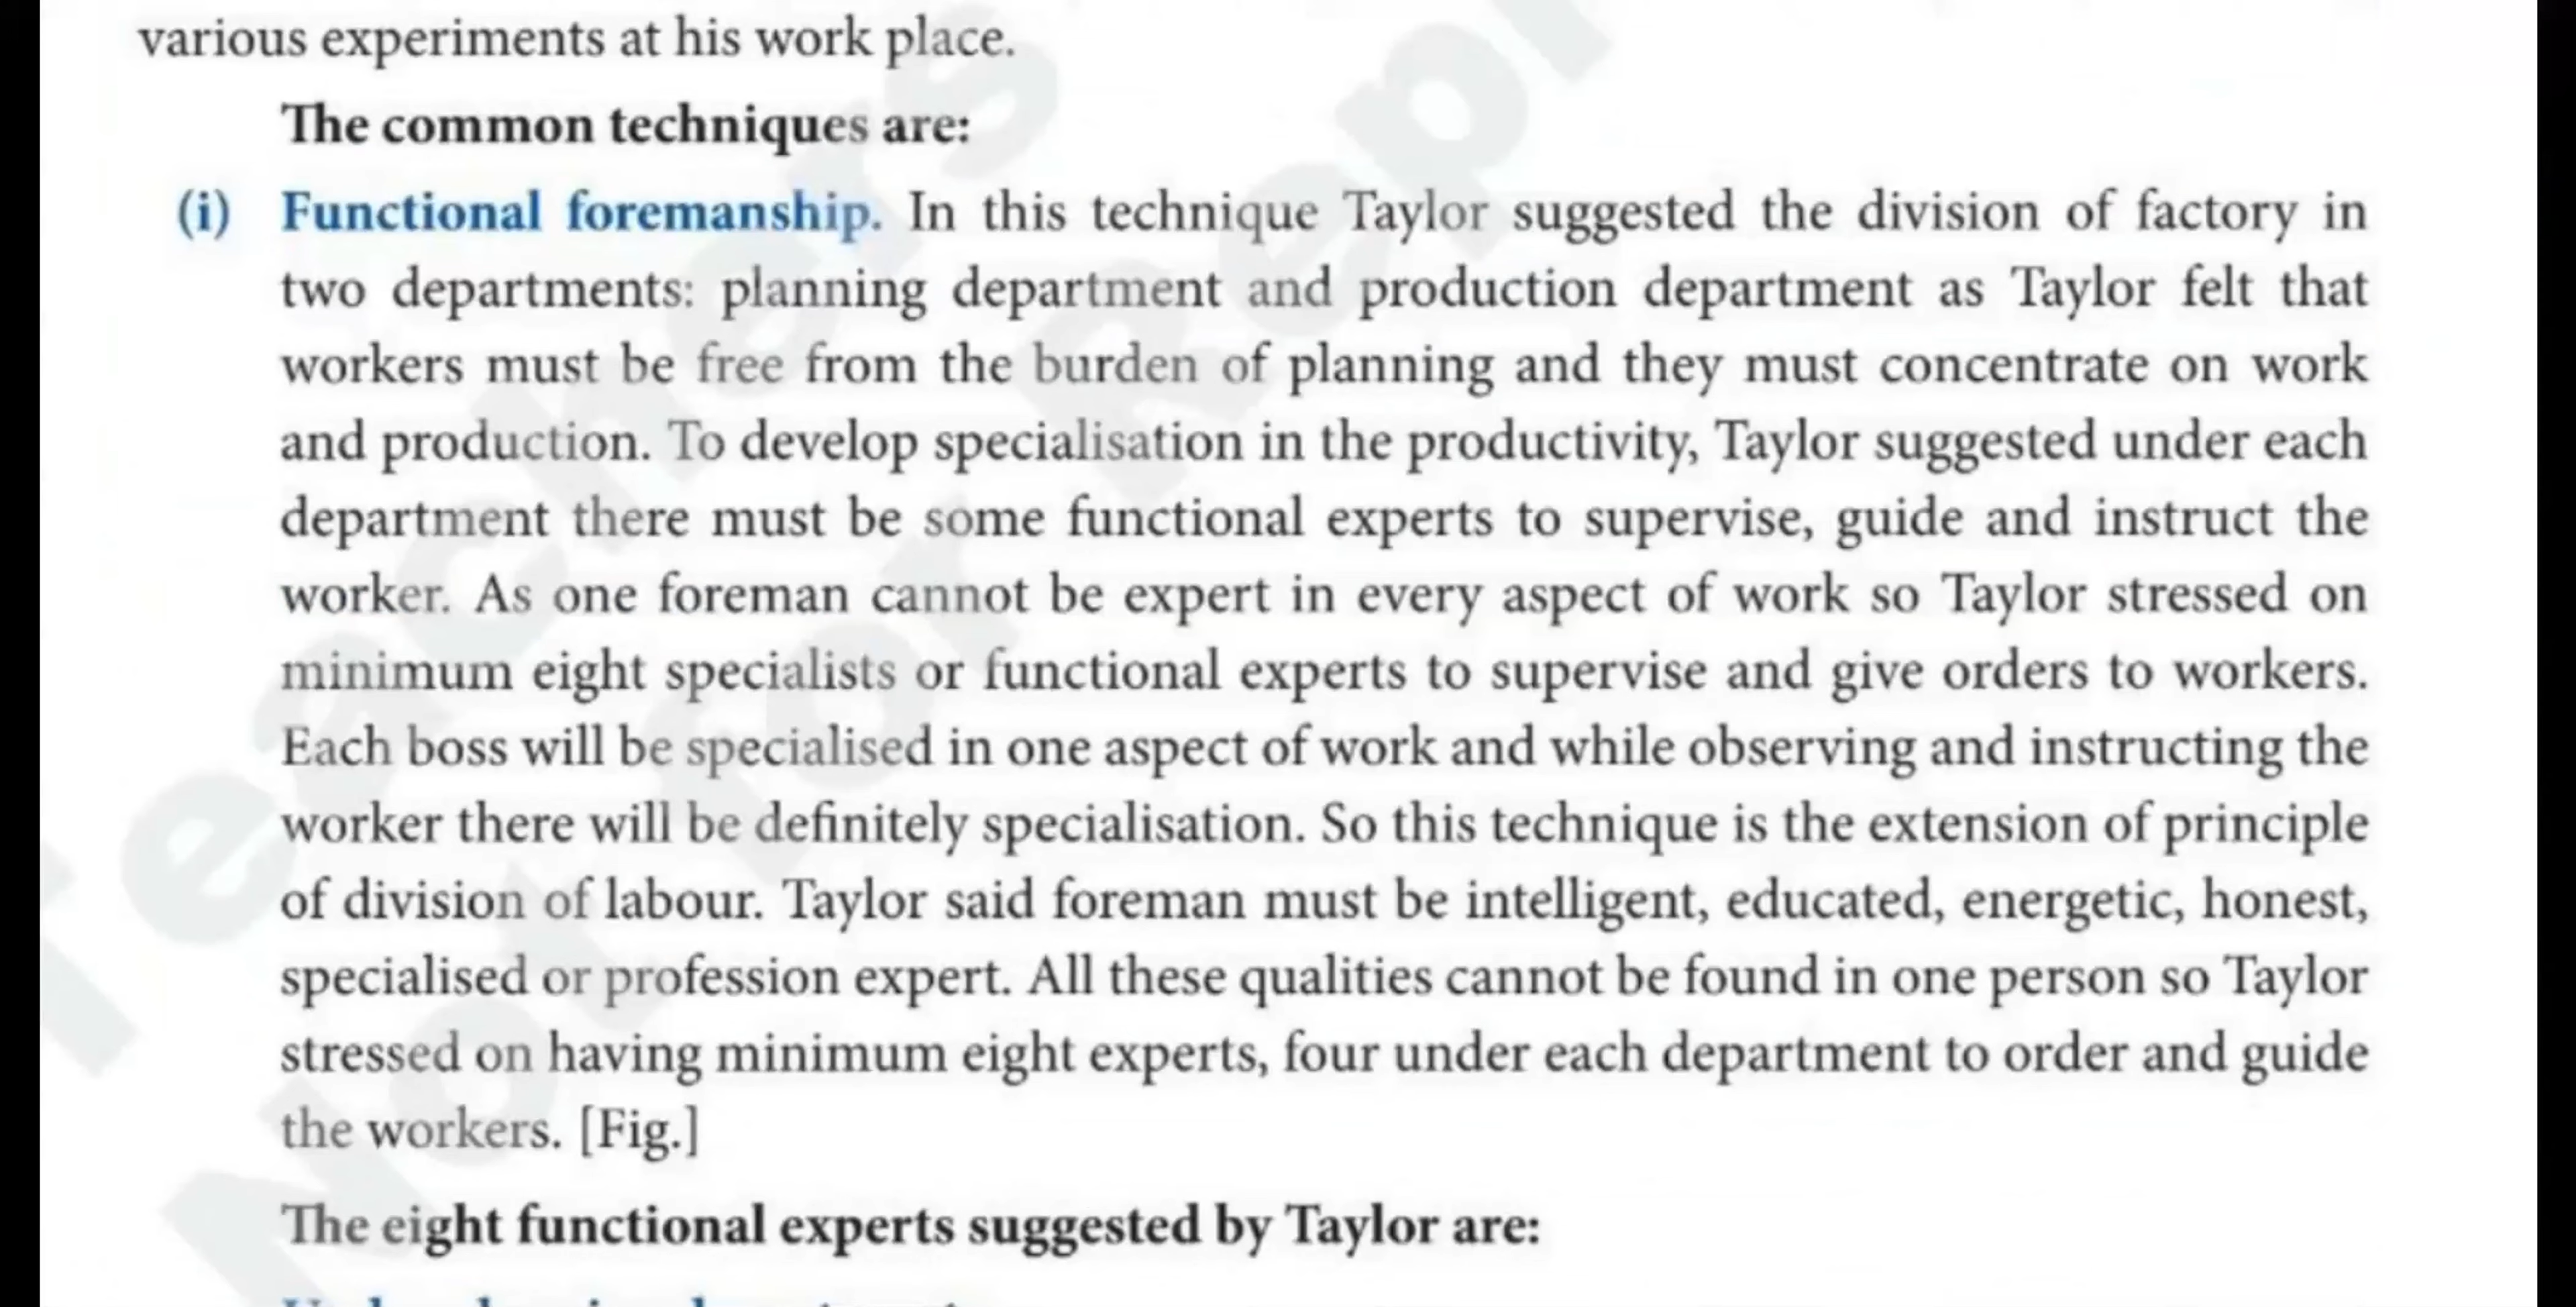 various experiments at his work place.
The common techniques are:
(i) Functional foremanship. In this technique Taylor suggested the division of factory in
two departments: planning department and production department as Taylor felt that
workers must be free from the burden of planning and they must concentrate on work
and production. To develop specialisation in the productivity, Taylor suggested under each
department there must be some functional experts to supervise, guide and instruct the
worker. As one foreman cannot be expert in every aspect of work so Taylor stressed on
minimum eight specialists or functional experts to supervise and give orders to workers.
Each boss will be specialised in one aspect of work and while observing and instructing the
worker there will be definitely specialisation. So this technique is the extension of principle
of division of labour. Taylor said foreman must be intelligent, educated, energetic, honest,
specialised or profession expert. All these qualities cannot be found in one person so Taylor
stressed on having minimum eight experts, four under each department to order and guide
the workers. [Fig.]
The eight functional experts suggested by Taylor are:
Teachers
Not for Repr